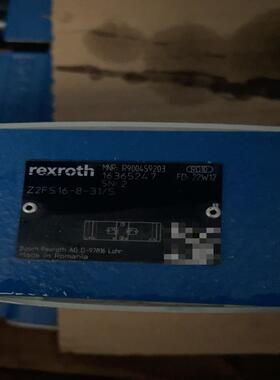 rexroth MNR: R900459203 RG10
16365247 FD: 22W17
SN: 2
Z2FS16-8-31/S
Bosch Rexroth AG D-97816 Lohr
Made in Romania